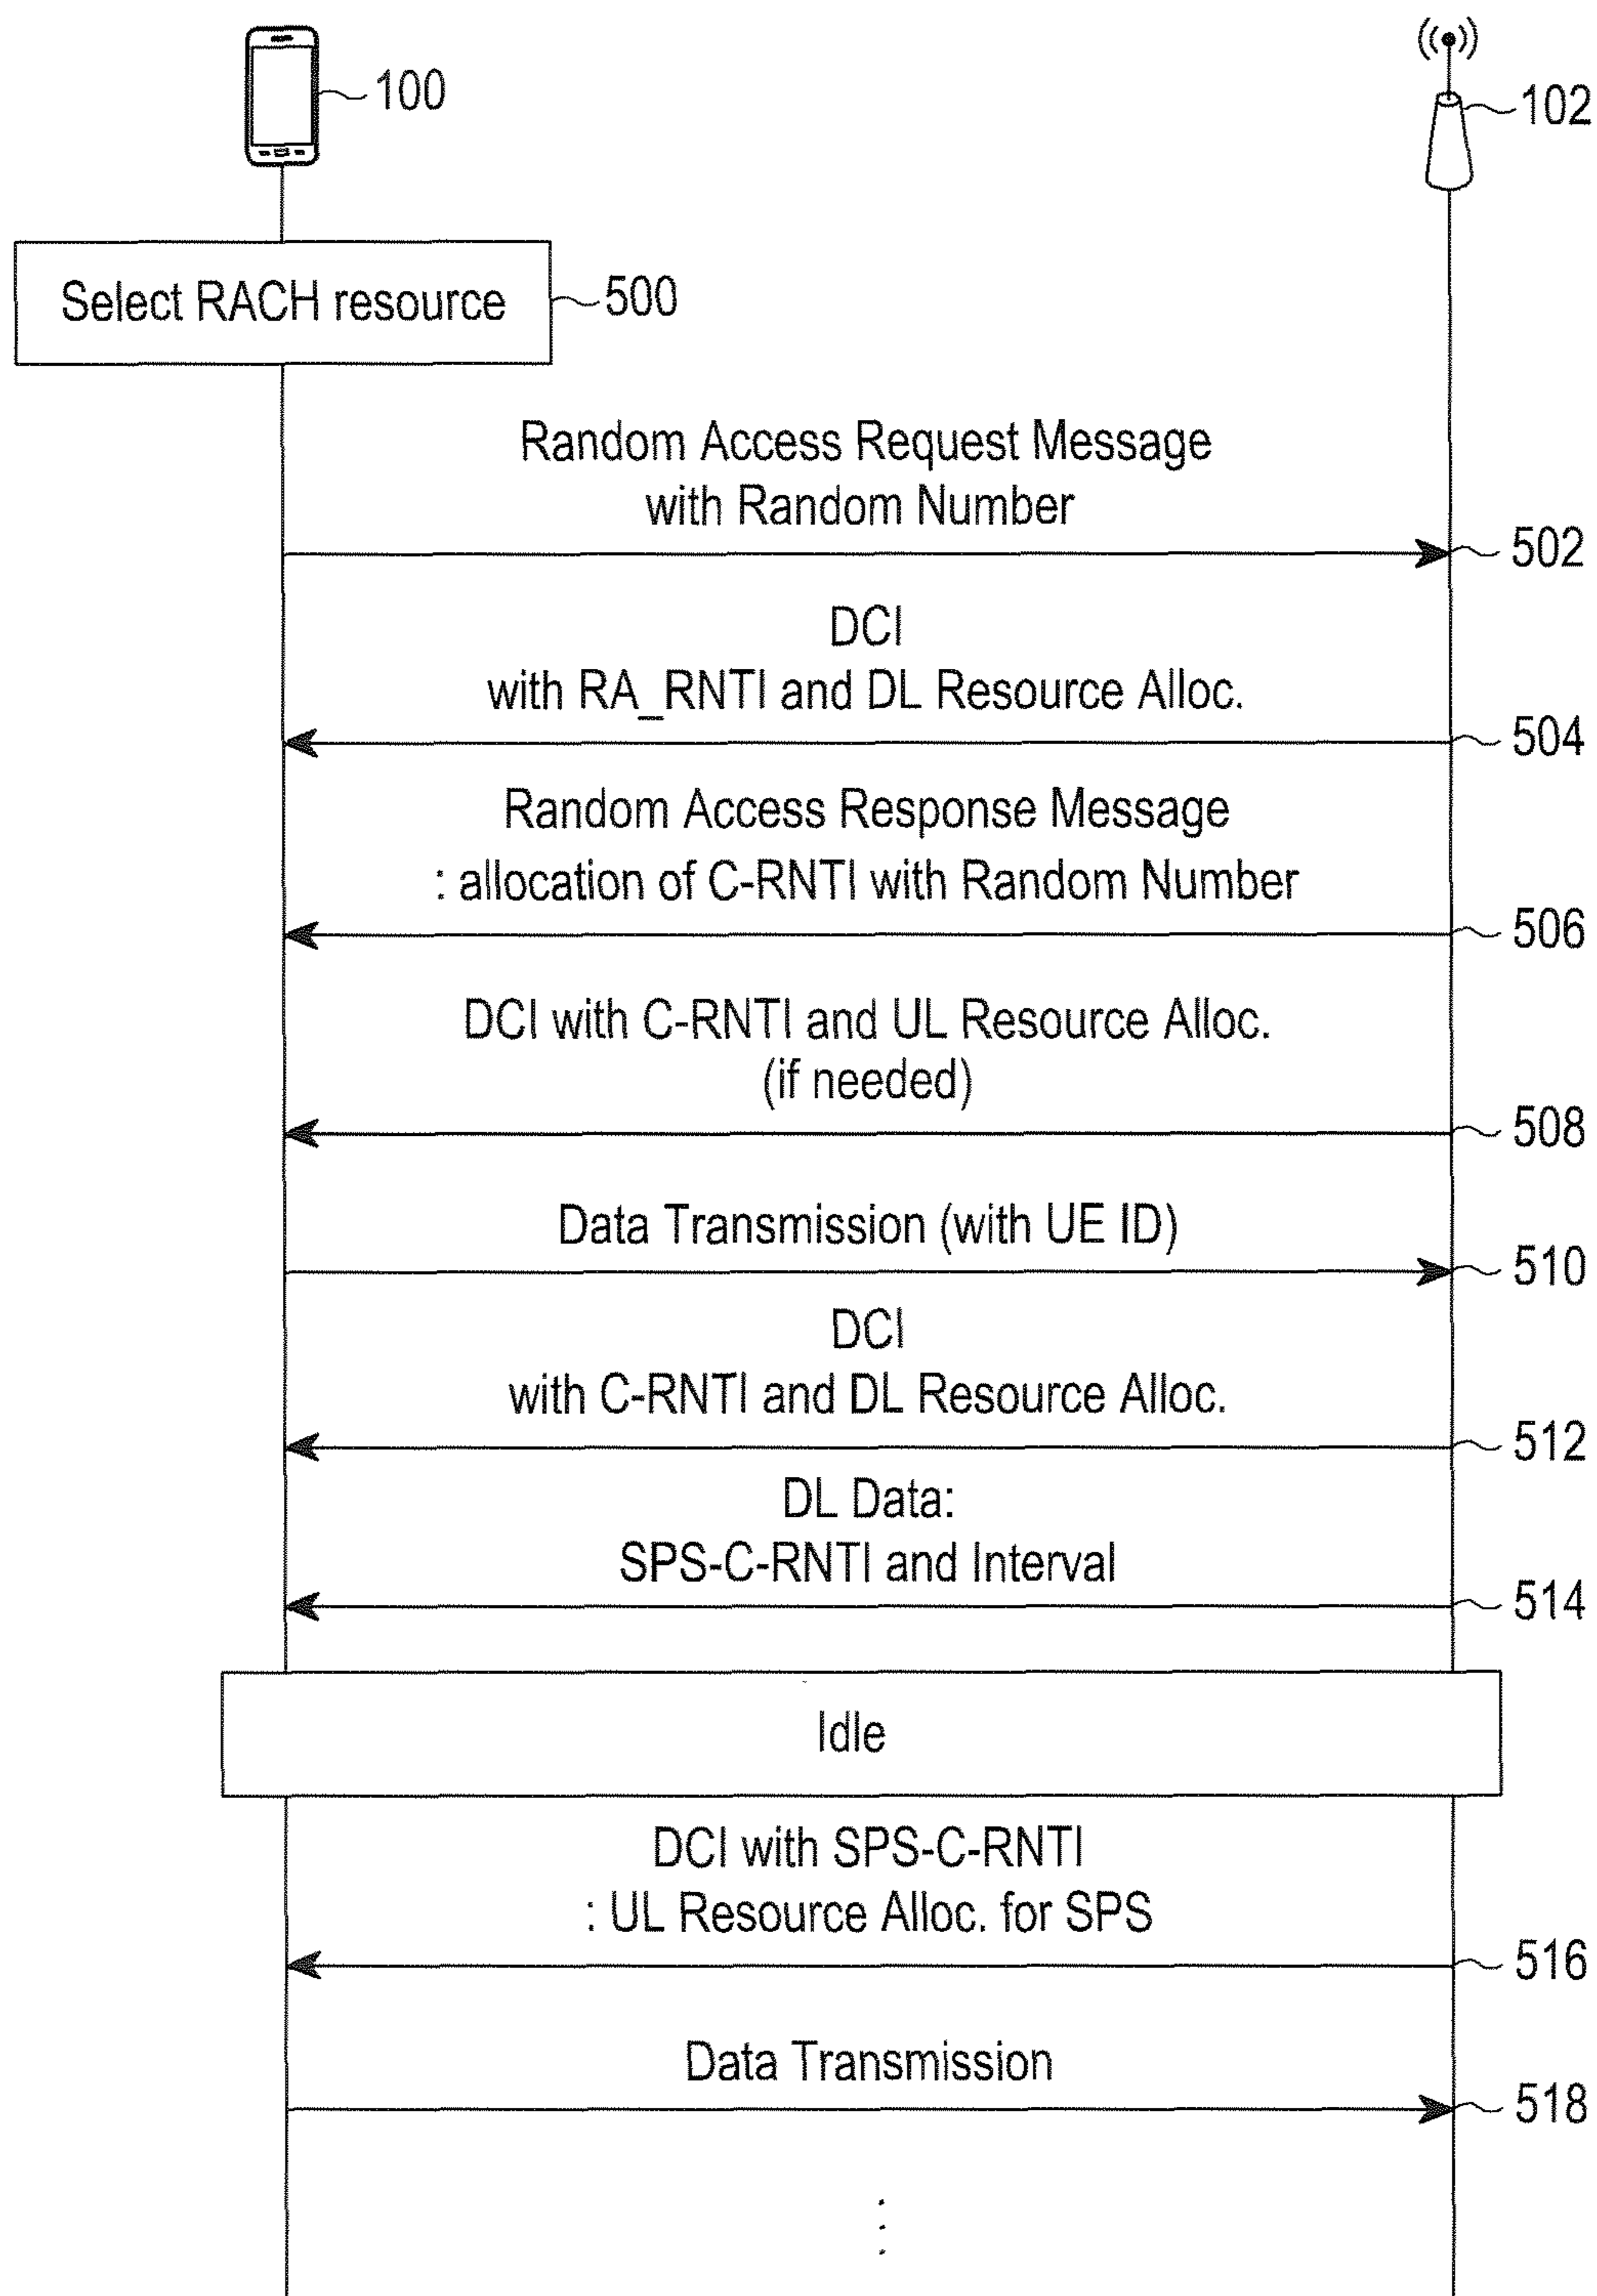 100
102
Select RACH resource
500
Random Access Request Message
with Random Number
502
DCI
with RA_RNTI and DL Resource Alloc.
504
Random Access Response Message
: allocation of C-RNTI with Random Number
506
DCI with C-RNTI and UL Resource Alloc.
(if needed)
508
Data Transmission (with UE ID)
510
DCI
with C-RNTI and DL Resource Alloc.
512
DL Data:
SPS-C-RNTI and Interval
514
Idle
DCI with SPS-C-RNTI
: UL Resource Alloc. for SPS
516
Data Transmission
518